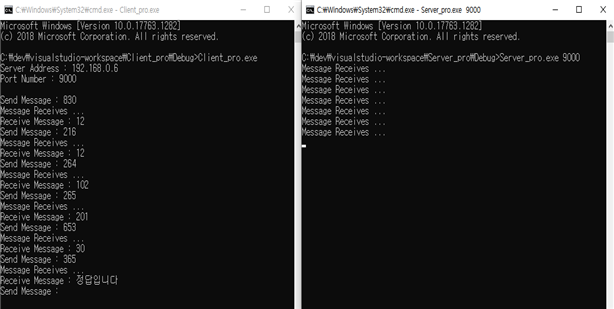 C:₩Windows₩System32₩cmd.exe - Client_pro.exe
Microsoft Windows [Version 10.0.17763.1282]
(c) 2018 Microsoft Corporation. All rights reserved.
C:₩dev₩visualstudio-workspace₩Client_pro₩Debug>Client_pro.exe
Server Address : 192.168.0.6
Port Number : 9000
Send Message : 830
Message Receives ...
Receive Message : 12
Send Message : 216
Message Receives ...
Receive Message : 12
Send Message : 264
Message Receives ...
Receive Message : 102
Send Message : 265
Message Receives ...
Receive Message : 201
Send Message : 653
Message Receives ...
Receive Message : 30
Send Message : 365
Message Receives ...
Receive Message : 정답입니다
Send Message :
C:₩Windows₩System32₩cmd.exe - Server_pro.exe 9000
Microsoft Windows [Version 10.0.17763.1282]
(c) 2018 Microsoft Corporation. All rights reserved.
C:₩dev₩visualstudio-workspace₩Server_pro₩Debug>Server_pro.exe 9000
Message Receives ...
Message Receives ...
Message Receives ...
Message Receives ...
Message Receives ...
Message Receives ...
Message Receives ...